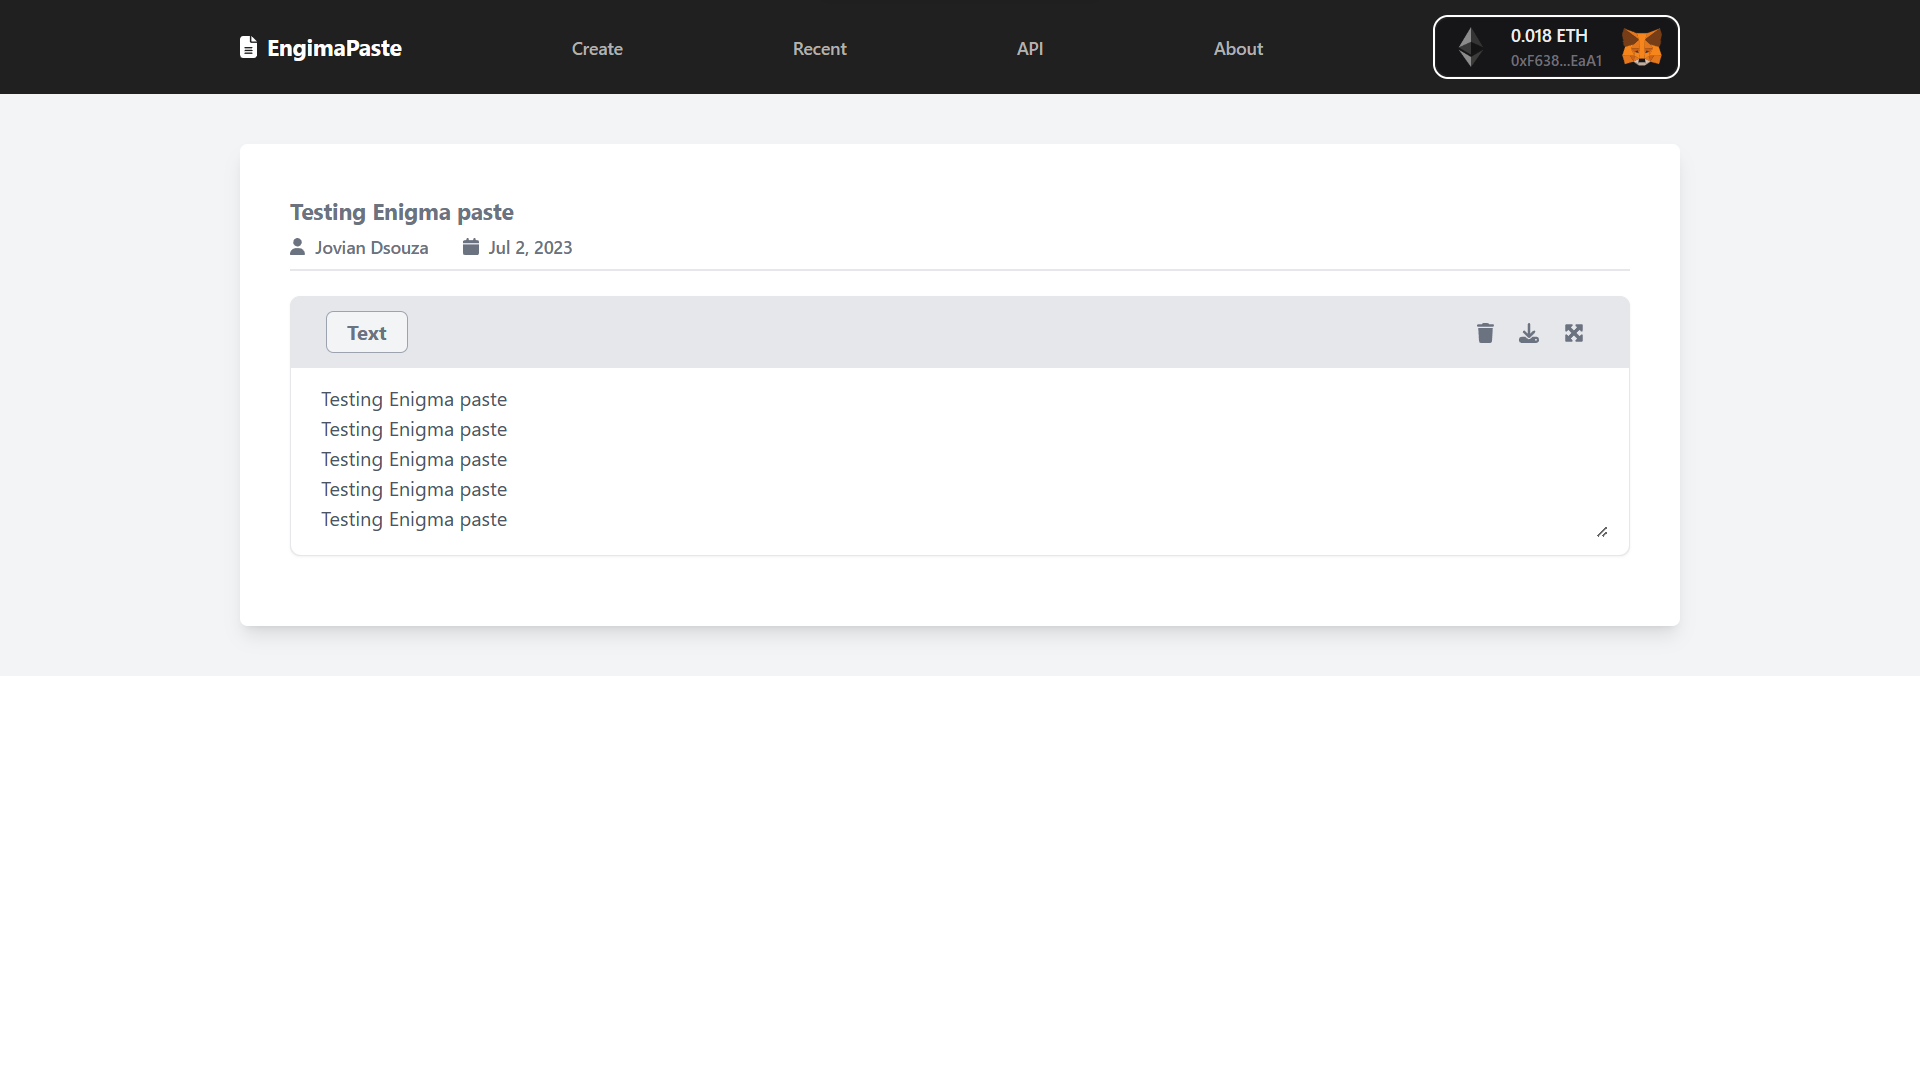 EngimaPaste
Create
Recent
API
About
0.018 ETH
0xF638...EaA1
Testing Enigma paste
Jovian Dsouza
Jul 2, 2023
Text
Testing Enigma paste
Testing Enigma paste
Testing Enigma paste
Testing Enigma paste
Testing Enigma paste